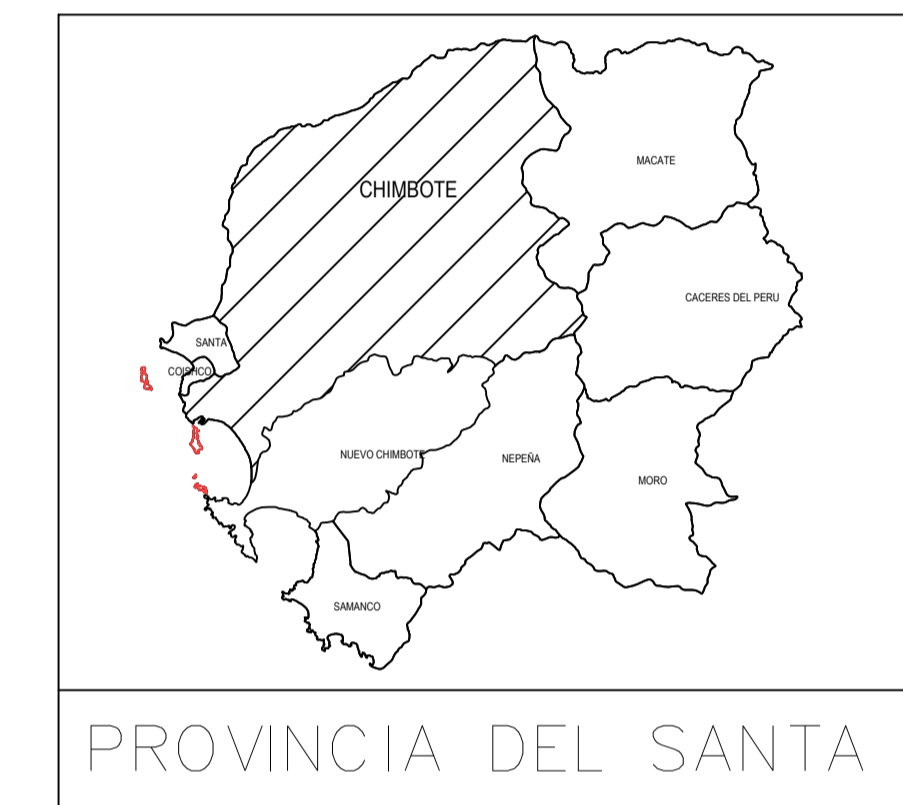 MACATE
CHIMBOTE
CACERES DEL PERU
SANTA
COISHCO
NUEVO CHIMBOTE
NEPEÑA
MORO
SAMANCO
PROVINCIA DEL SANTA